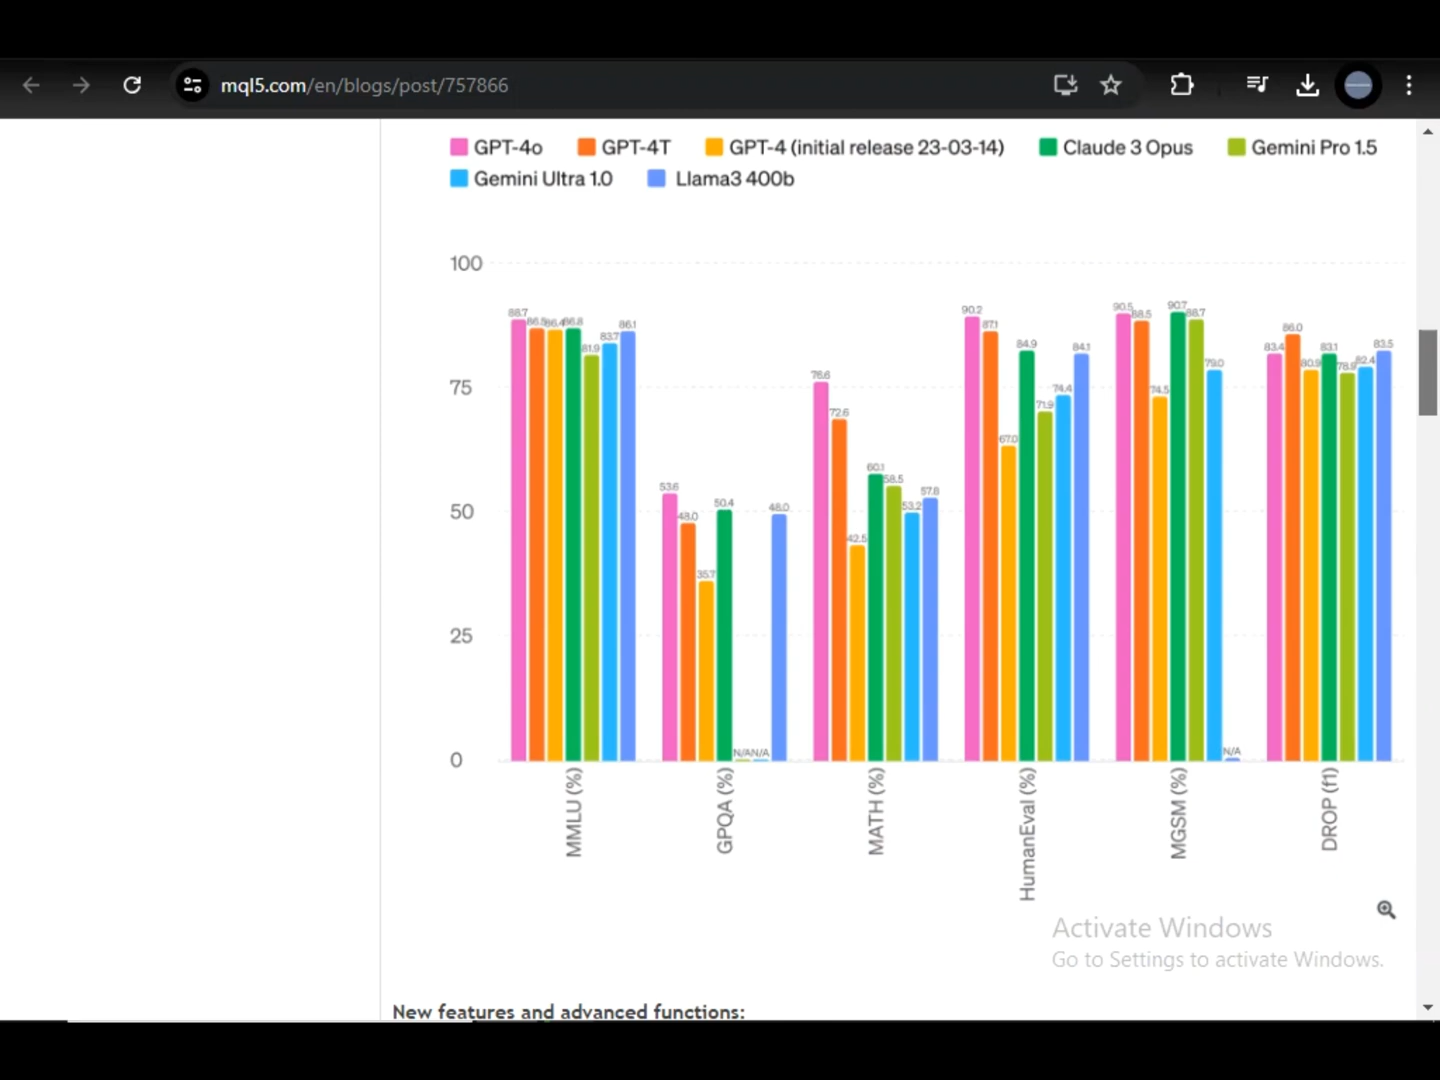 mql5.com/en/blogs/post/757866
GPT-4o GPT-4T GPT-4 (initial release 23-03-14) Claude 3 Opus Gemini Pro 1.5
Gemini Ultra 1.0 Llama3 400b
100
75
50
25
0
88.7 86.5 86.4 86.8 81.9 83.7 86.1
53.6 48.0 35.7 50.4 N/A N/A 48.0
76.6 72.6 42.5 60.1 58.5 53.2 57.8
90.2 87.1 67.0 84.9 71.9 74.4 84.1
90.5 88.5 74.5 90.7 88.7 79.0 N/A
83.4 86.0 80.9 83.1 78.9 82.4 83.5
MMLU (%)
GPQA (%)
MATH (%)
HumanEval (%)
MGSM (%)
DROP (f1)
Activate Windows
Go to Settings to activate Windows.
New features and advanced functions: